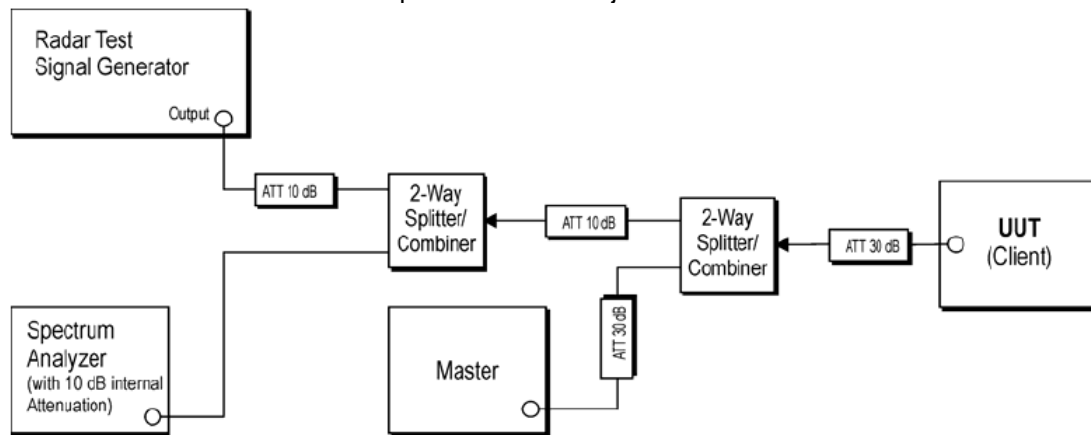 Radar Test
Signal Generator
Output
ATT 10 dB
2-Way
Splitter/
Combiner
ATT 10 dB
2-Way
Splitter/
Combiner
ATT 30 dB
UUT
(Client)
Spectrum
Analyzer
(with 10 dB internal
Attenuation)
Master
ATT 30 dB